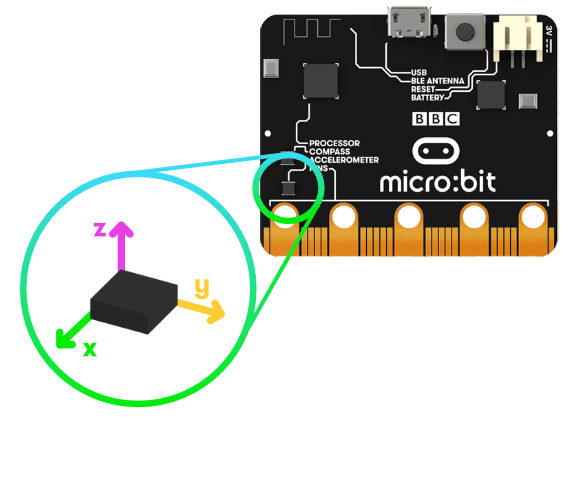 3V
USB
BLE ANTENNA
RESET
BATTERY
BBC
PROCESSOR
COMPASS
ACCELEROMETER
PINS
micro:bit
z
y
x